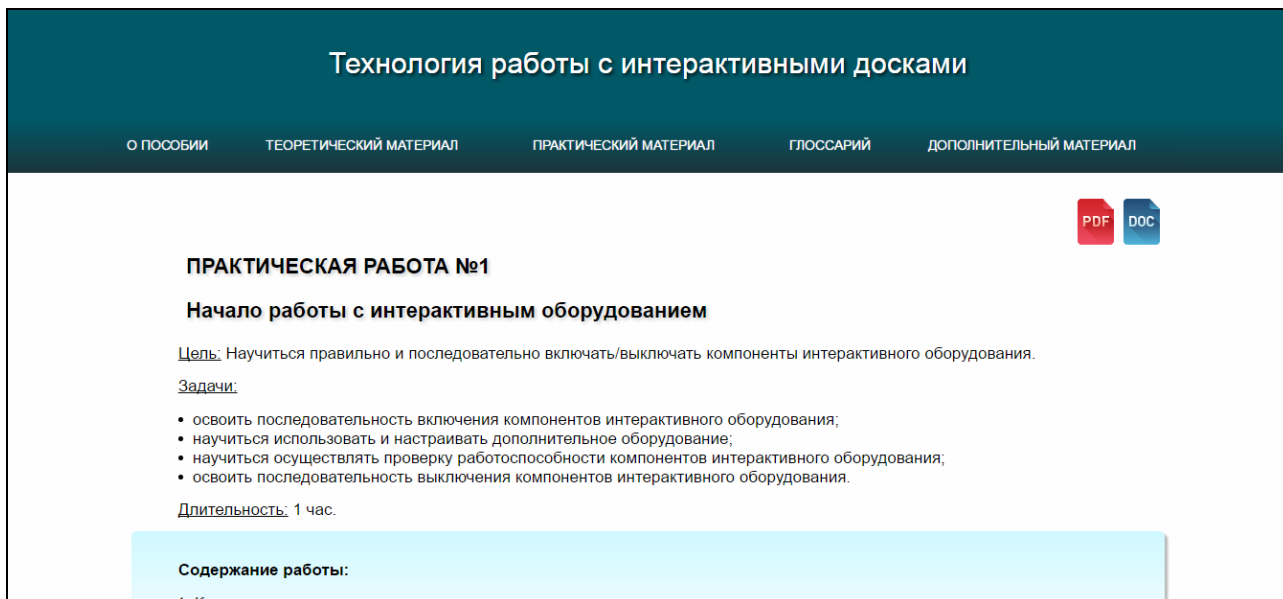 Технология работы с интерактивными досками
О ПОСОБИИ ТЕОРЕТИЧЕСКИЙ МАТЕРИАЛ ПРАКТИЧЕСКИЙ МАТЕРИАЛ ГЛОССАРИЙ ДОПОЛНИТЕЛЬНЫЙ МАТЕРИАЛ
PDF DOC
ПРАКТИЧЕСКАЯ РАБОТА №1
Начало работы с интерактивным оборудованием
Цель: Научиться правильно и последовательно включать/выключать компоненты интерактивного оборудования.
Задачи:
• освоить последовательность включения компонентов интерактивного оборудования;
• научиться использовать и настраивать дополнительное оборудование;
• научиться осуществлять проверку работоспособности компонентов интерактивного оборудования;
• освоить последовательность выключения компонентов интерактивного оборудования.
Длительность: 1 час.
Содержание работы: